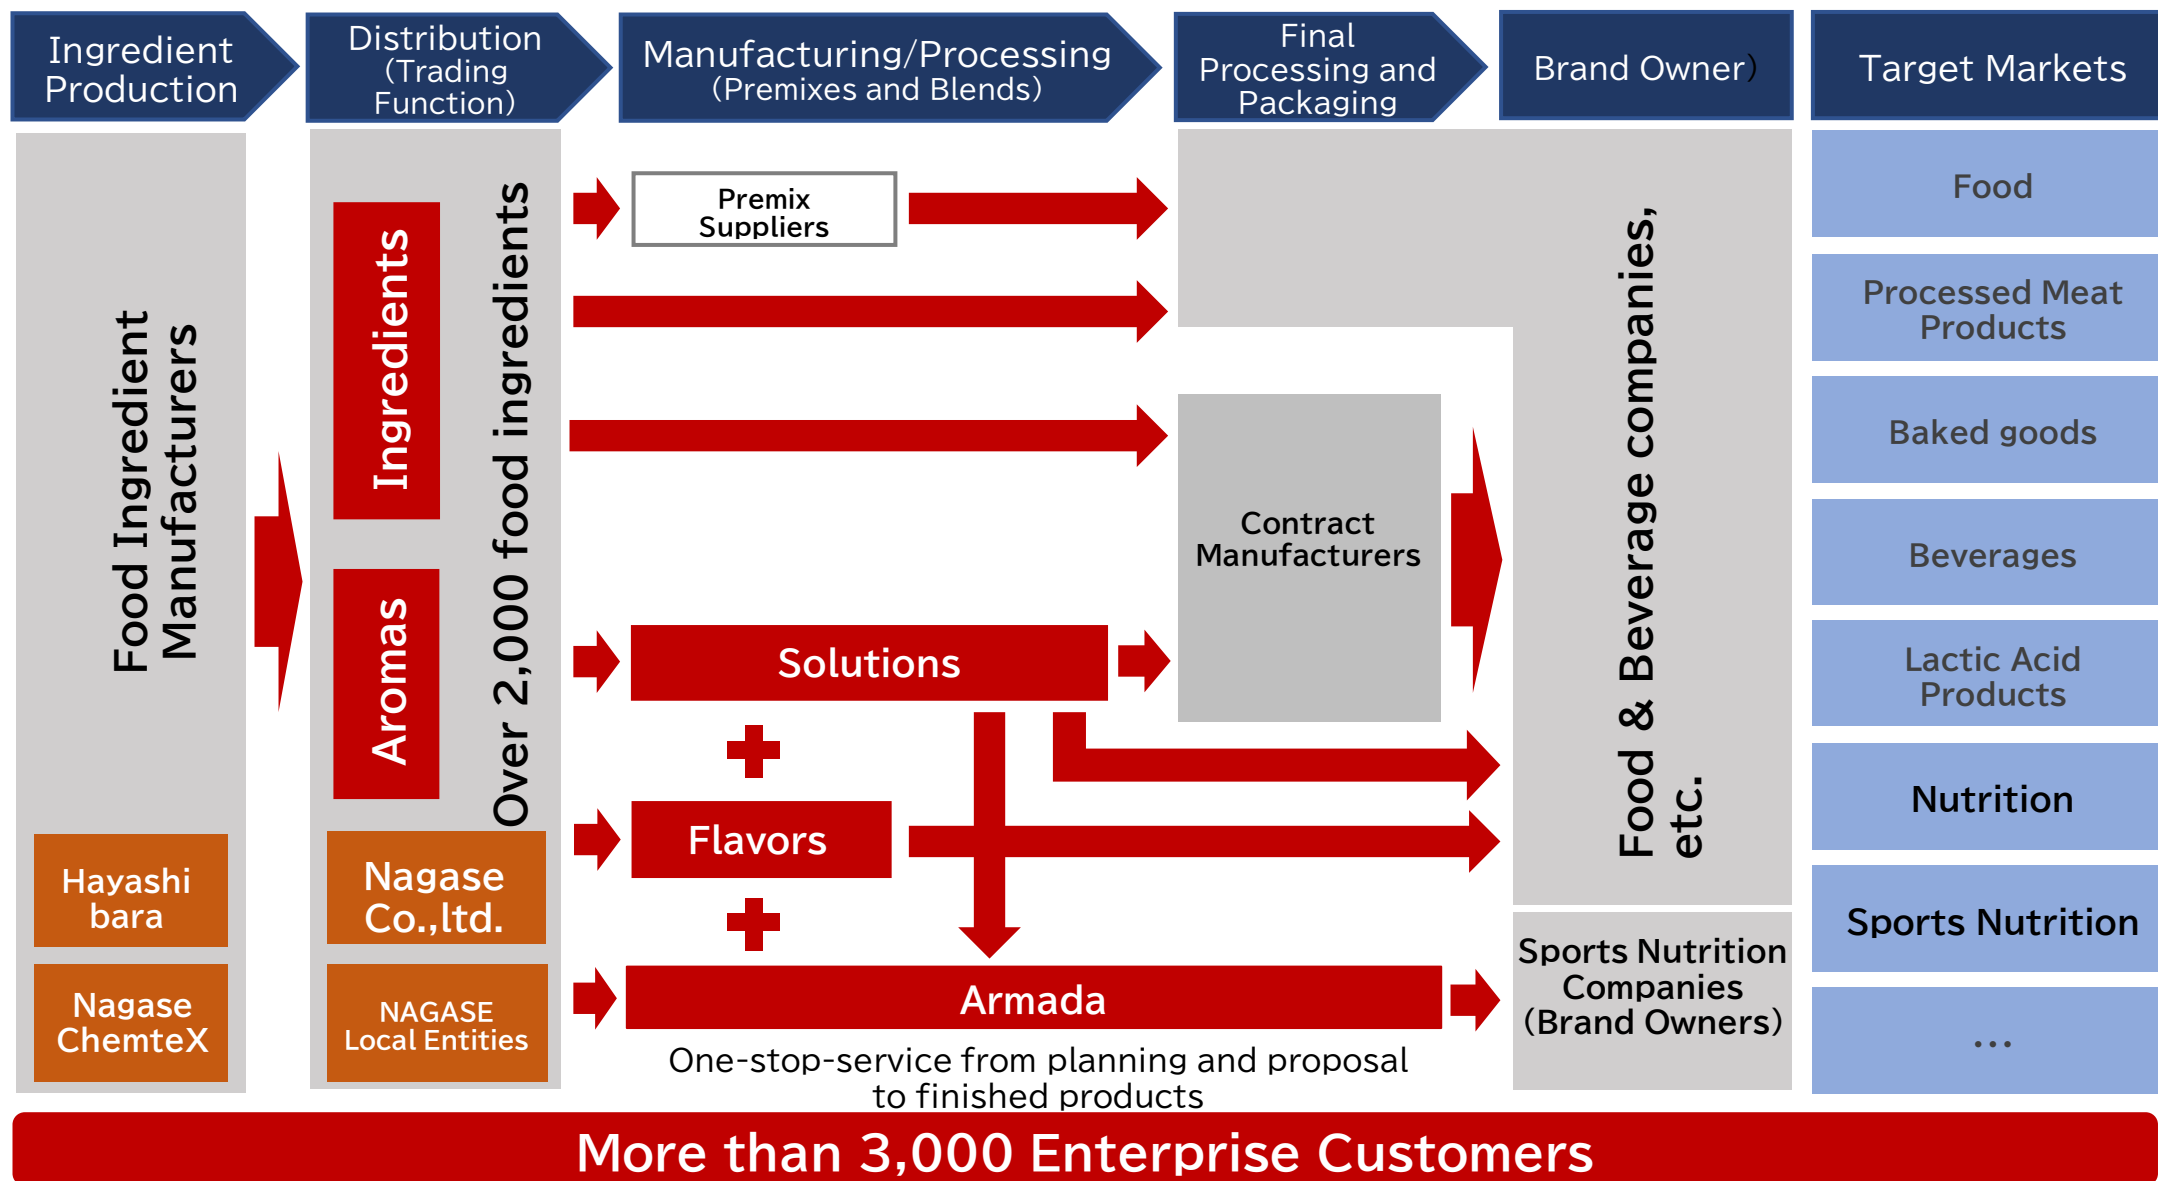 Ingredient
Production
Distribution
(Trading
Function)
Manufacturing/Processing
(Premixes and Blends)
Final
Processing and
Packaging
Brand Owner)
Target Markets
Food Ingredient
Manufacturers
Hayashi
bara
Nagase
ChemteX
Ingredients
Aromas
Over 2,000 food ingredients
Nagase
Co.,ltd.
NAGASE
Local Entities
Premix
Suppliers
Solutions
Flavors
Armada
One-stop-service from planning and proposal
to finished products
Contract
Manufacturers
Food & Beverage companies,
etc.
Sports Nutrition
Companies
(Brand Owners)
Food
Processed Meat
Products
Baked goods
Beverages
Lactic Acid
Products
Nutrition
Sports Nutrition
…
More than 3,000 Enterprise Customers